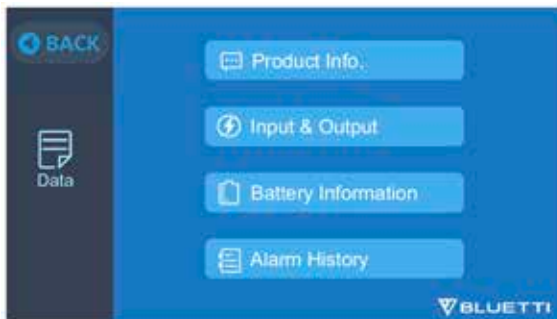 BACK
Data
Product Info.
Input & Output
Battery Information
Alarm History
BLUETTI